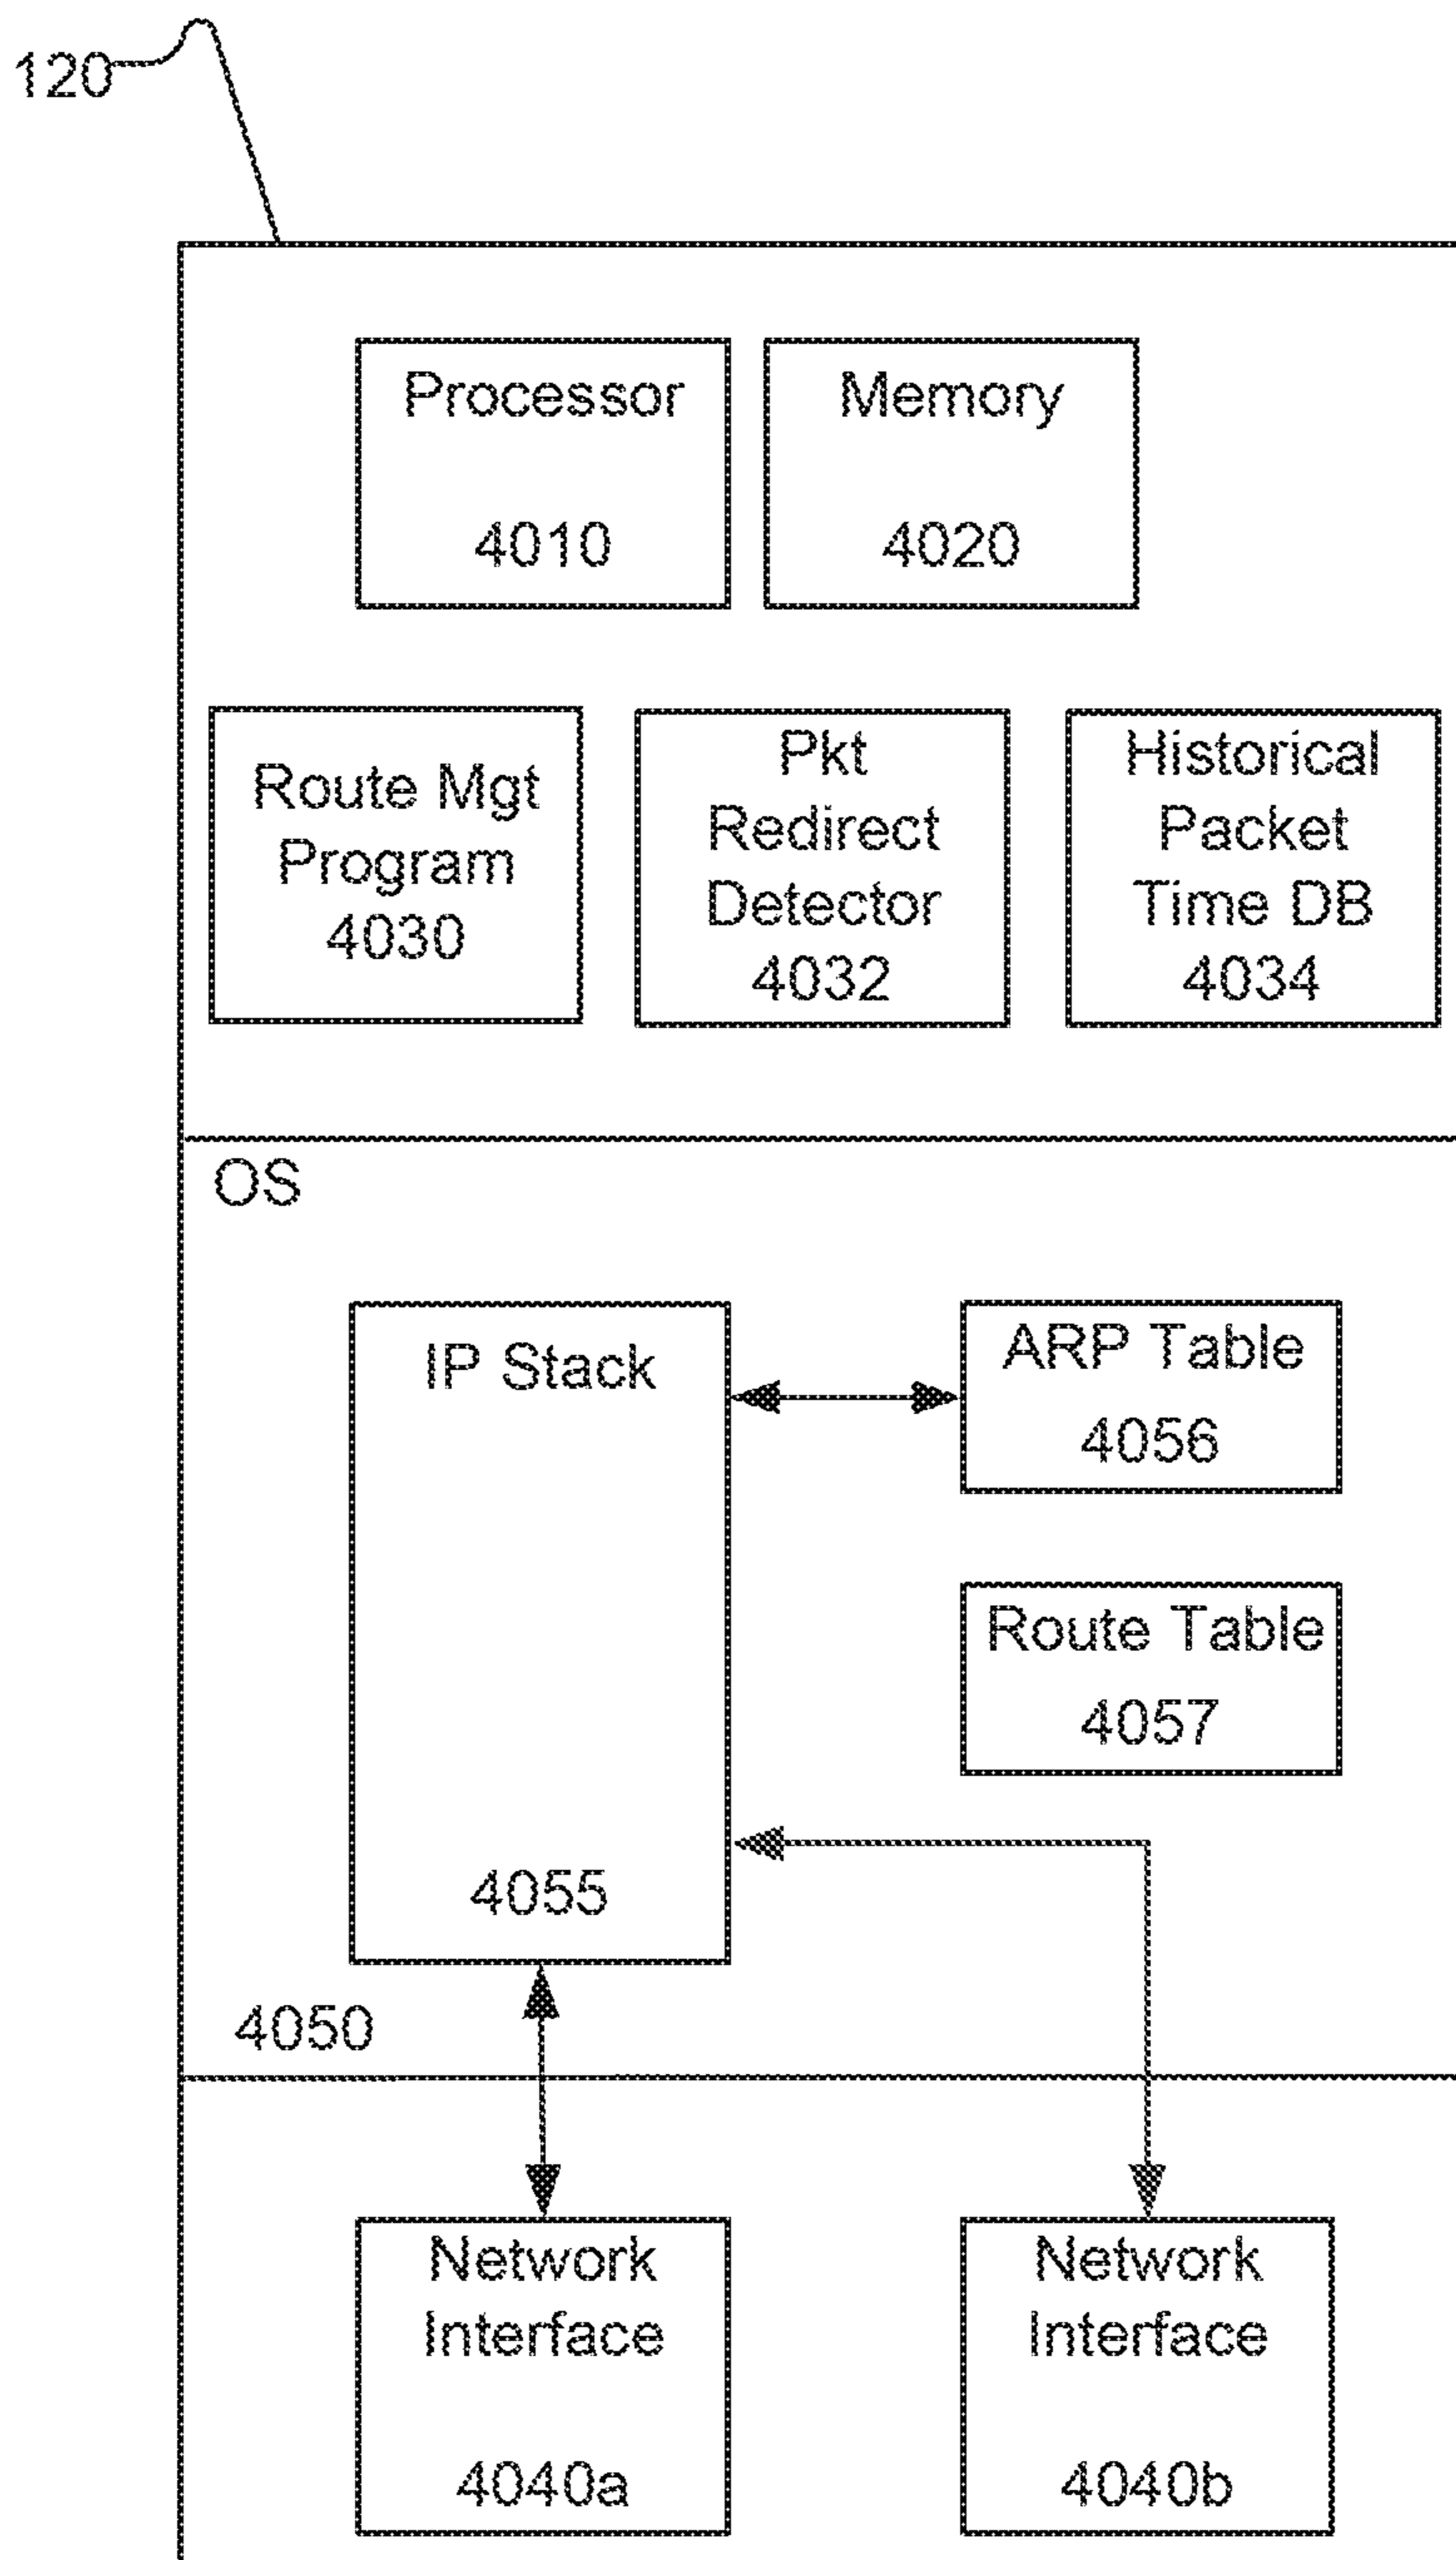 120
Processor
4010
Memory
4020
Route Mgt
Program
4030
Pkt
Redirect
Detector
4032
Historical
Packet
Time DB
4034
OS
IP Stack
4055
ARP Table
4056
Route Table
4057
4050
Network
Interface
4040a
Network
Interface
4040b